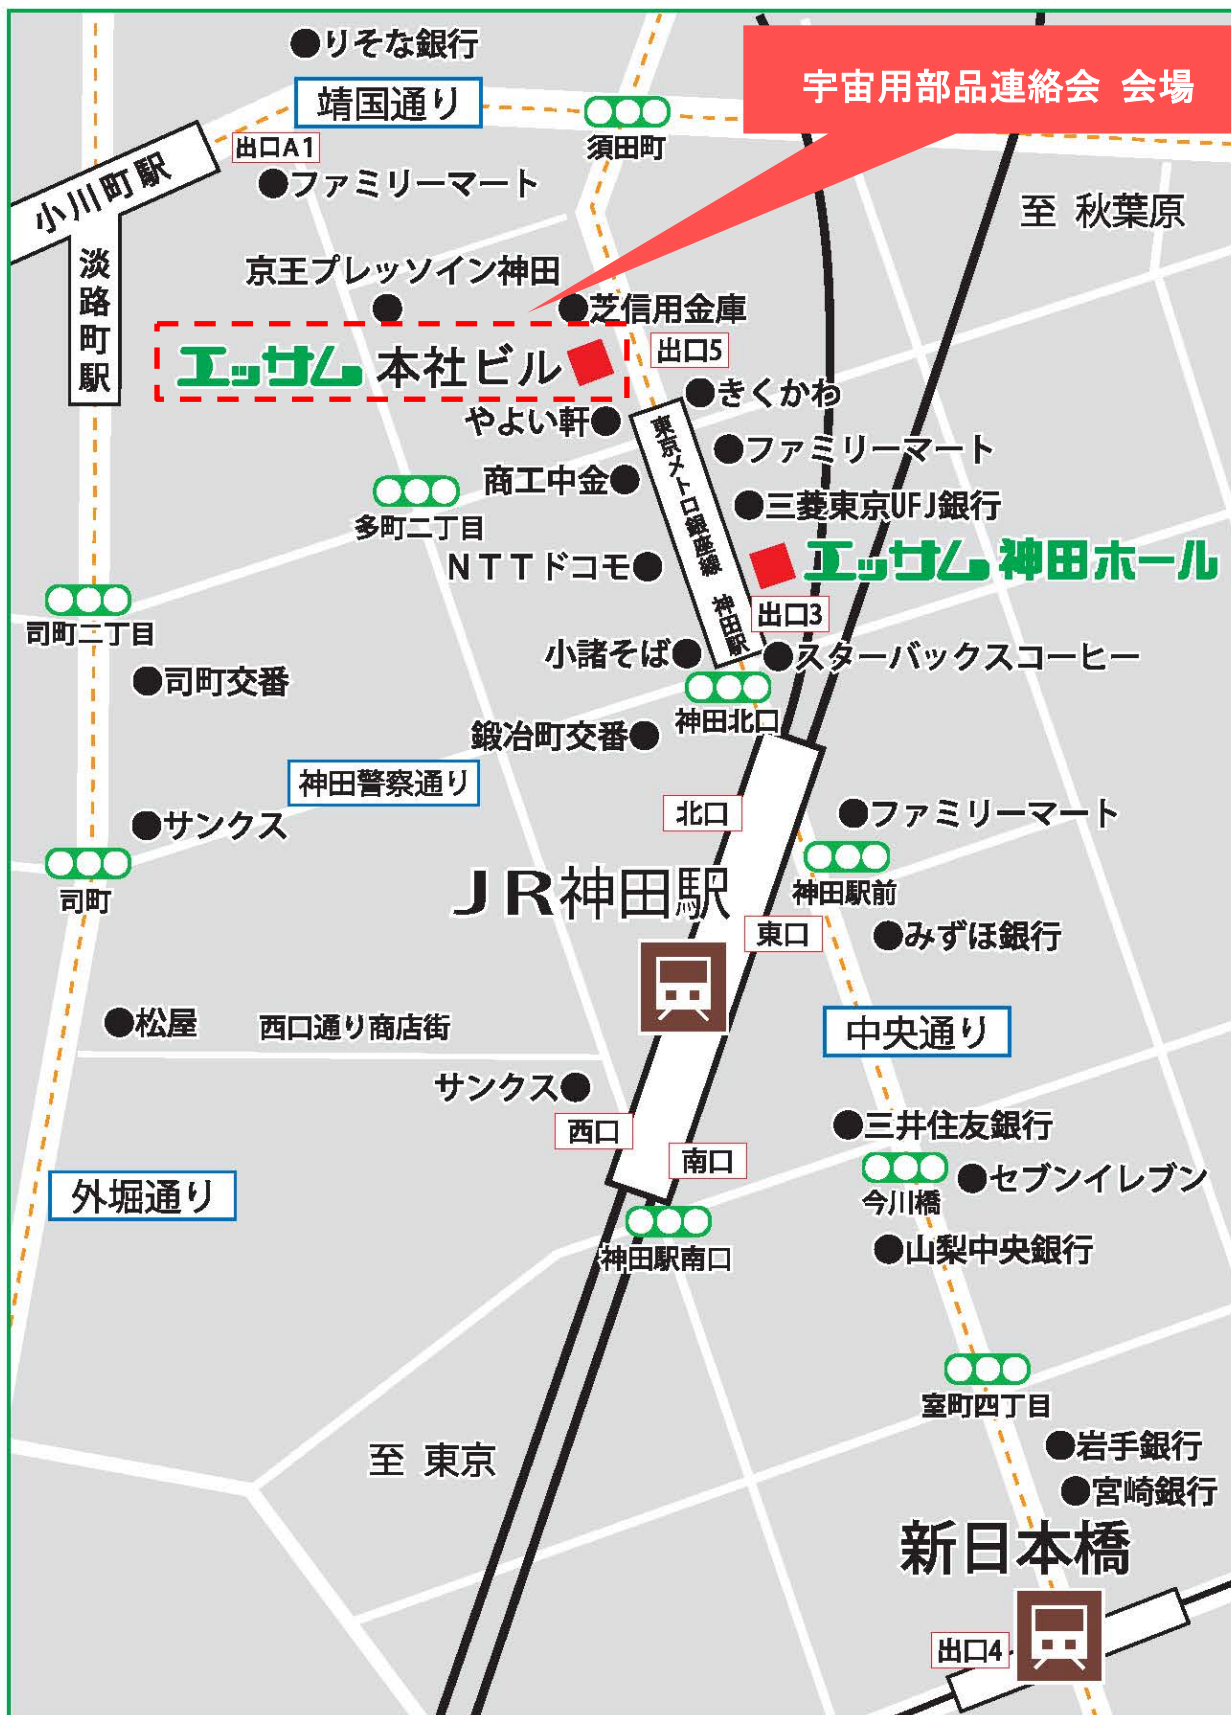 りそな銀行
宇宙用部品連絡会 会場
靖国通り
須田町
出口A1
小川町駅
ファミリーマート
至 秋葉原
淡路町駅
京王プレッソイン神田
芝信用金庫
エッサム 本社ビル
出口5
きくかわ
やよい軒
東京メトロ銀座線 神田駅
ファミリーマート
商工中金
三菱東京UFJ銀行
多町二丁目
NTTドコモ
エッサム 神田ホール
出口3
司町二丁目
小諸そば
スターバックスコーヒー
司町交番
神田北口
鍛冶町交番
神田警察通り
北口
ファミリーマート
サンクス
司町
JR神田駅
神田駅前
東口
みずほ銀行
松屋
西口通り商店街
中央通り
サンクス
西口
三井住友銀行
南口
セブンイレブン
外堀通り
今川橋
神田駅南口
山梨中央銀行
室町四丁目
至 東京
岩手銀行
宮崎銀行
新日本橋
出口4